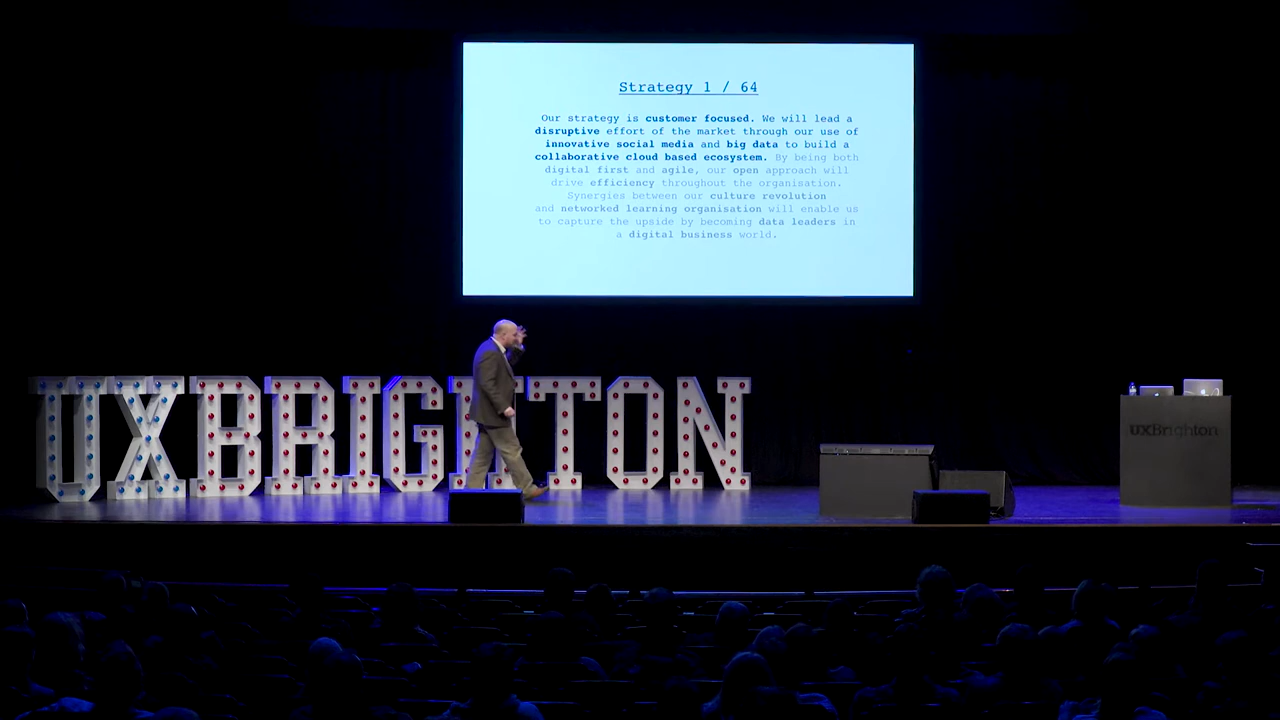 Strategy 1 / 64
Our strategy is customer focused. We will lead a
disruptive effort of the market through our use of
innovative social media and big data to build a
collaborative cloud based ecosystem. By being both
digital first and agile, our open approach will
drive efficiency throughout the organisation.
Synergies between our culture revolution
and networked learning organisation will enable us
to capture the upside by becoming data leaders in
a digital business world.
UXBRIGHTON
uxBrighton